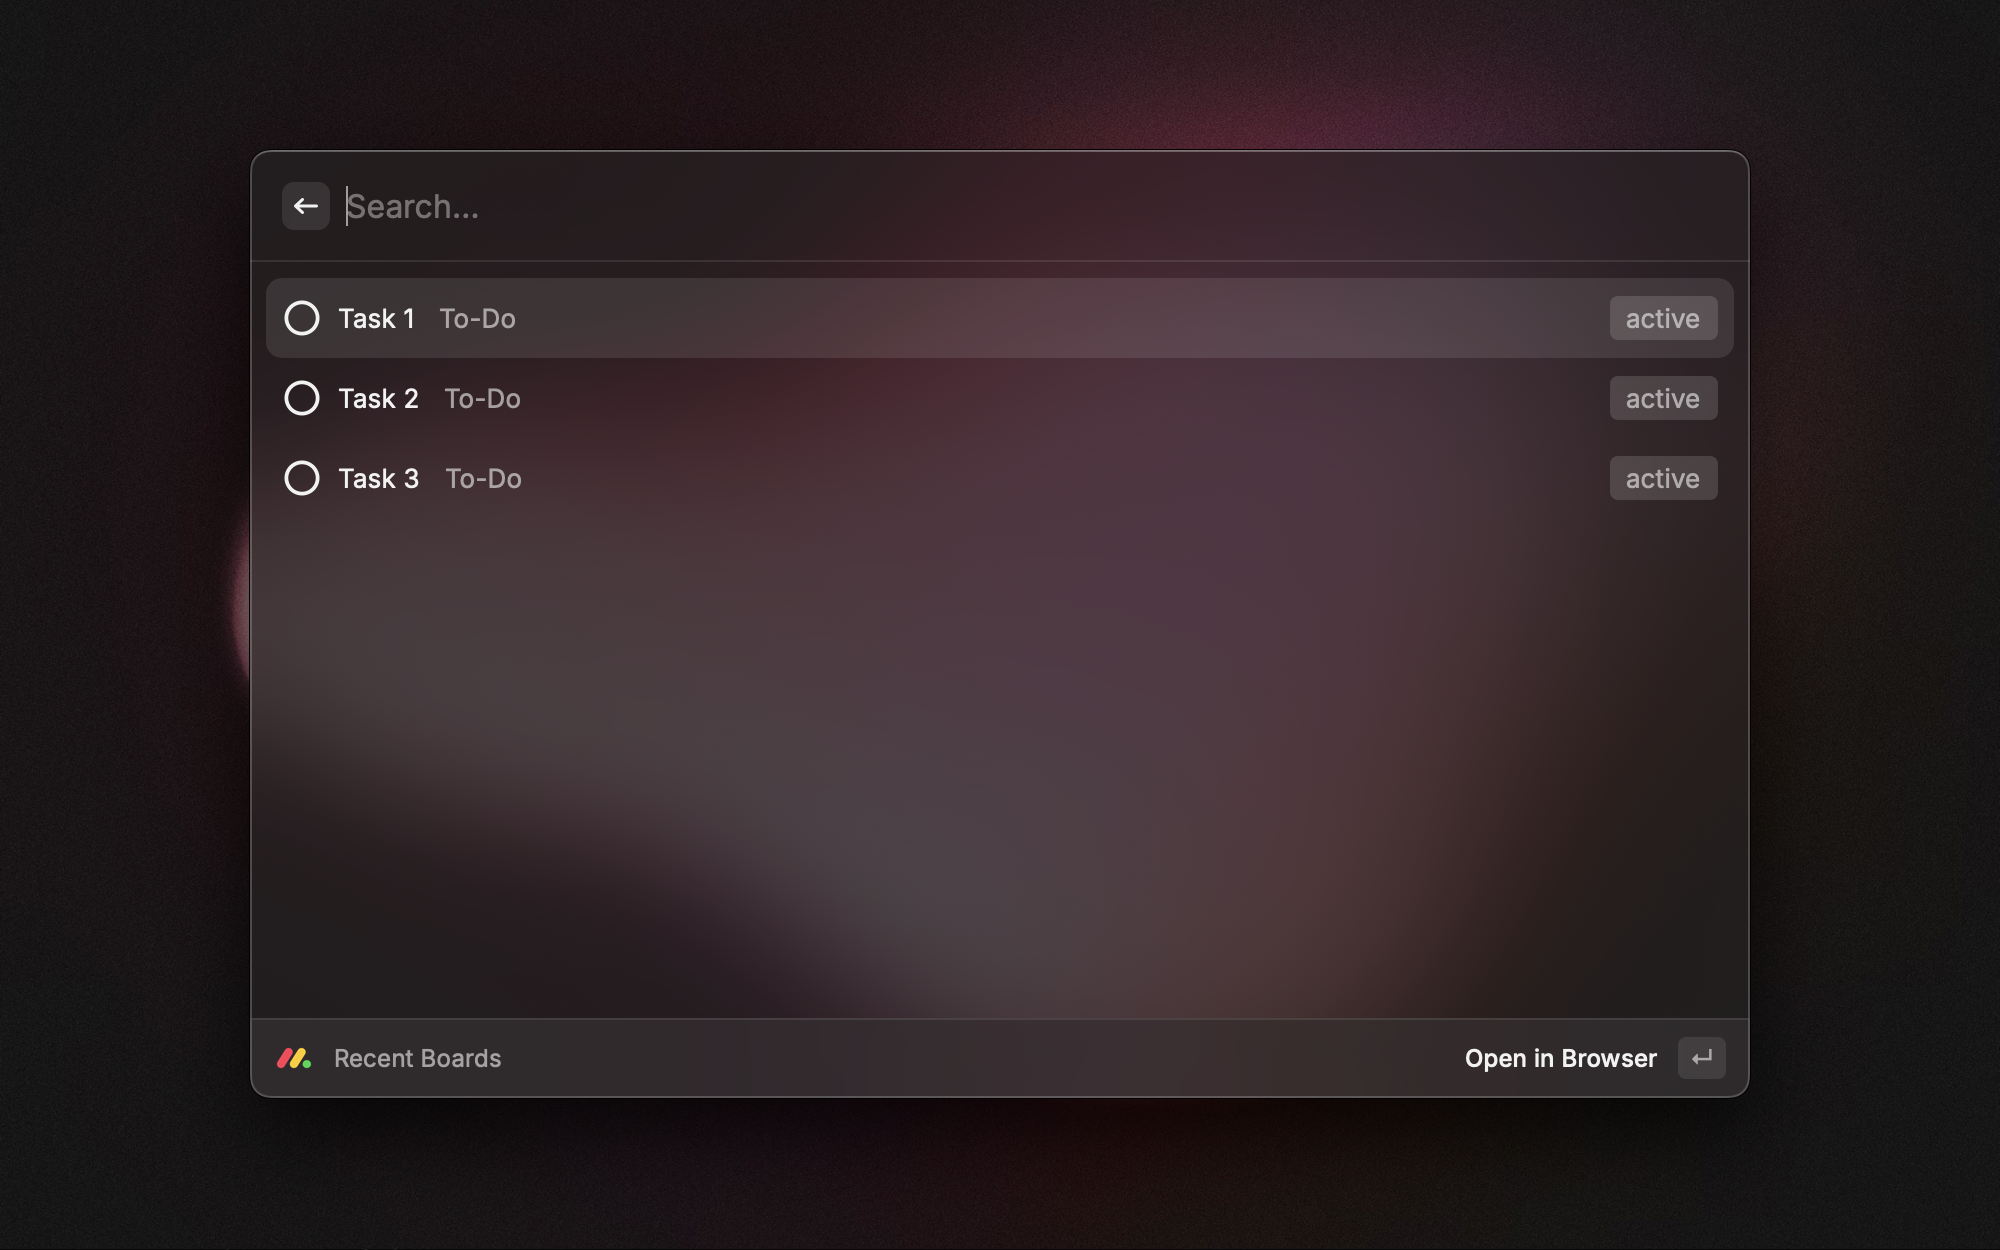 Search...
Task 1 To-Do active
Task 2 To-Do active
Task 3 To-Do active
Recent Boards Open in Browser